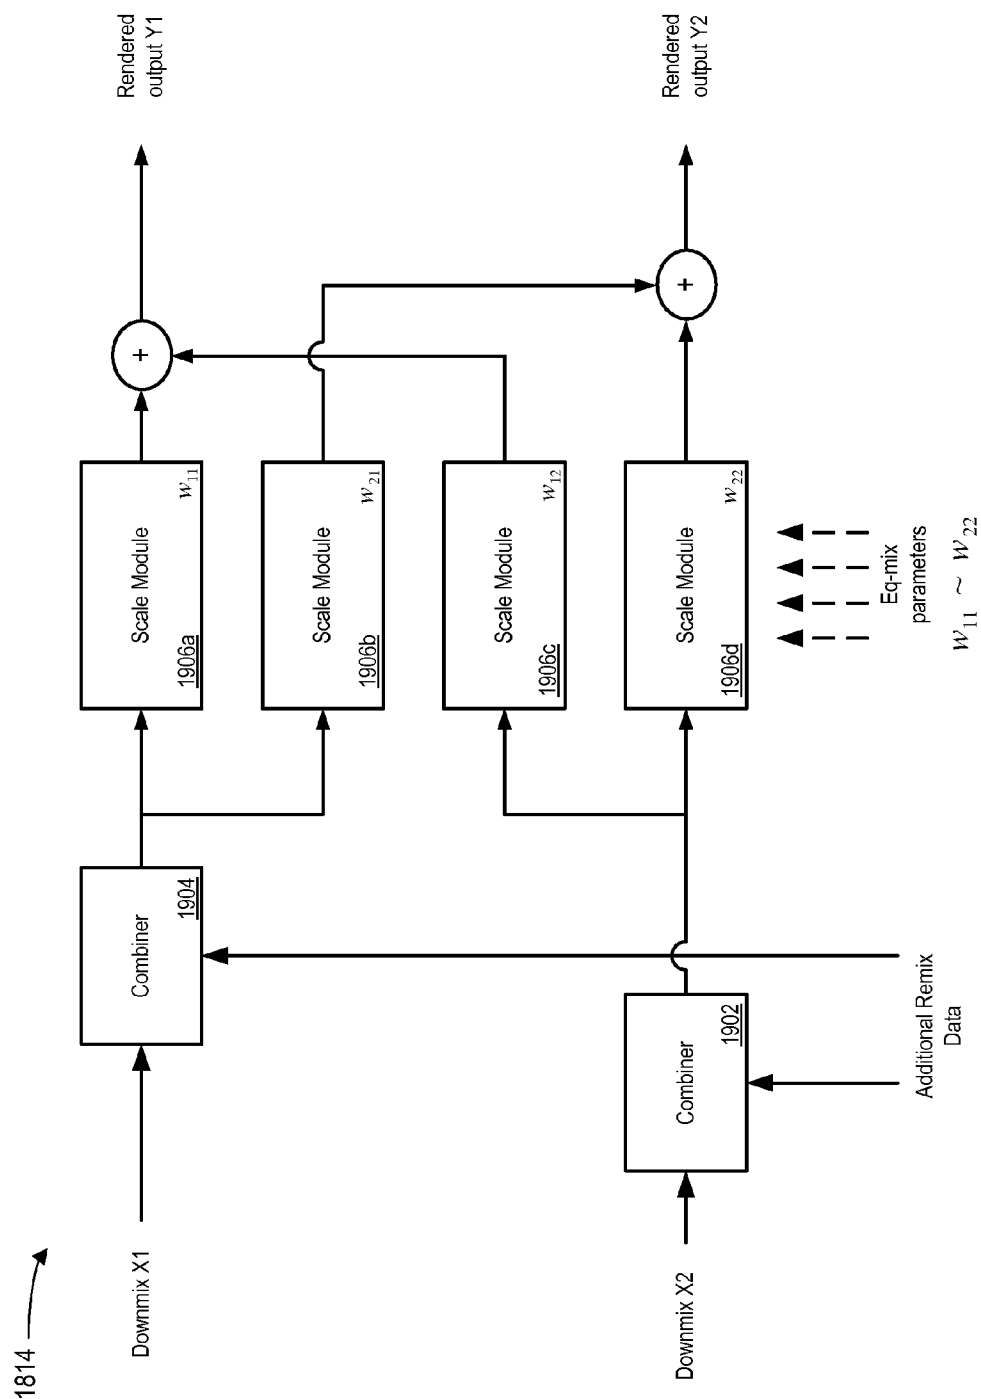 1814
Downmix X1
Combiner
1904
Scale Module
1906a
w11
Rendered
output Y1
+
Scale Module
1906b
w21
Scale Module
1906c
w12
Downmix X2
Combiner
1902
Scale Module
1906d
w22
+
Rendered
output Y2
Additional Remix
Data
Eq-mix
parameters
w11 ~ w22